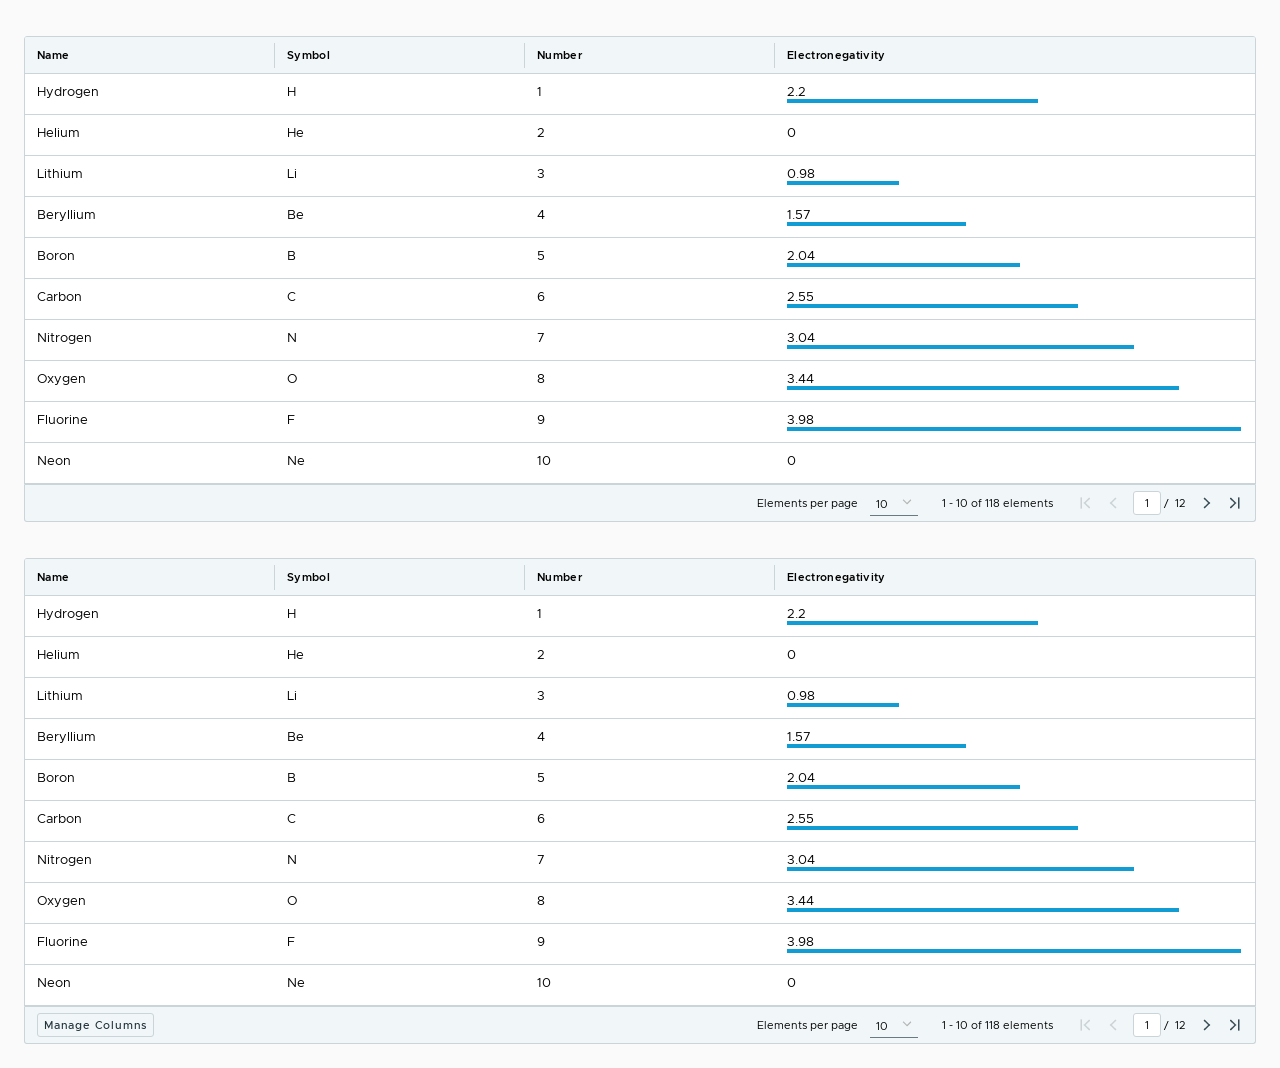 Name Symbol Number Electronegativity
Hydrogen H 1 2.2
Helium He 2 0
Lithium Li 3 0.98
Beryllium Be 4 1.57
Boron B 5 2.04
Carbon C 6 2.55
Nitrogen N 7 3.04
Oxygen O 8 3.44
Fluorine F 9 3.98
Neon Ne 10 0
Elements per page 10 1 - 10 of 118 elements 1 / 12
Name Symbol Number Electronegativity
Hydrogen H 1 2.2
Helium He 2 0
Lithium Li 3 0.98
Beryllium Be 4 1.57
Boron B 5 2.04
Carbon C 6 2.55
Nitrogen N 7 3.04
Oxygen O 8 3.44
Fluorine F 9 3.98
Neon Ne 10 0
Manage Columns Elements per page 10 1 - 10 of 118 elements 1 / 12